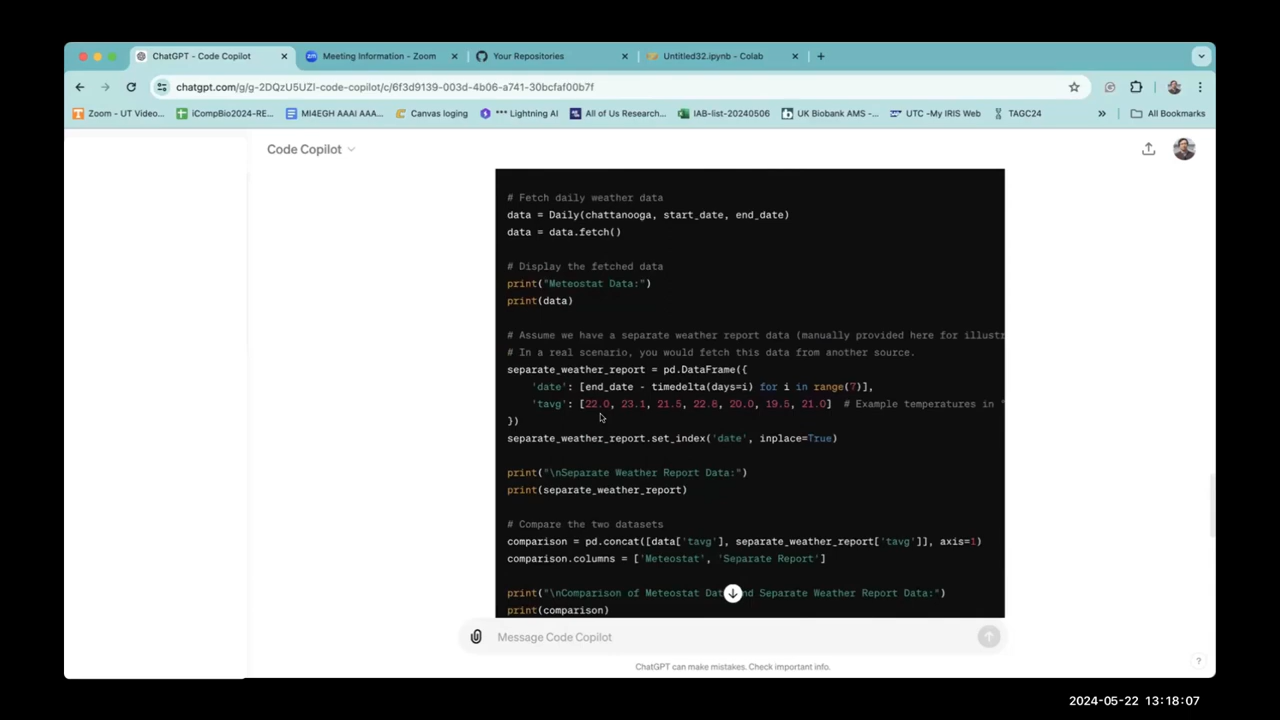 ChatGPT - Code Copilot
Meeting Information - Zoom
Your Repositories
Untitled32.ipynb - Colab
chatgpt.com/g/g-2DQzU5UZl-code-copilot/c/6f3d9139-003d-4b06-a741-30bcfaf00b7f
Zoom - UT Video...
iCompBio2024-RE...
MI4EGH AAAI AAA...
Canvas loging
*** Lightning AI
All of Us Research...
IAB-list-20240506
UK Biobank AMS -...
UTC -My IRIS Web
TAGC24
»
All Bookmarks
Code Copilot
# Fetch daily weather data
data = Daily(chattanooga, start_date, end_date)
data = data.fetch()
# Display the fetched data
print("Meteostat Data:")
print(data)
# Assume we have a separate weather report data (manually provided here for illustr
# In a real scenario, you would fetch this data from another source.
separate_weather_report = pd.DataFrame({
'date': [end_date - timedelta(days=i) for i in range(7)],
'tavg': [22.0, 23.1, 21.5, 22.8, 20.0, 19.5, 21.0]  # Example temperatures in °
})
separate_weather_report.set_index('date', inplace=True)
print("\nSeparate Weather Report Data:")
print(separate_weather_report)
# Compare the two datasets
comparison = pd.concat([data['tavg'], separate_weather_report['tavg']], axis=1)
comparison.columns = ['Meteostat', 'Separate Report']
print("\nComparison of Meteostat Dat nd Separate Weather Report Data:")
print(comparison)
Message Code Copilot
ChatGPT can make mistakes. Check important info.
?
2024-05-22 13:18:07